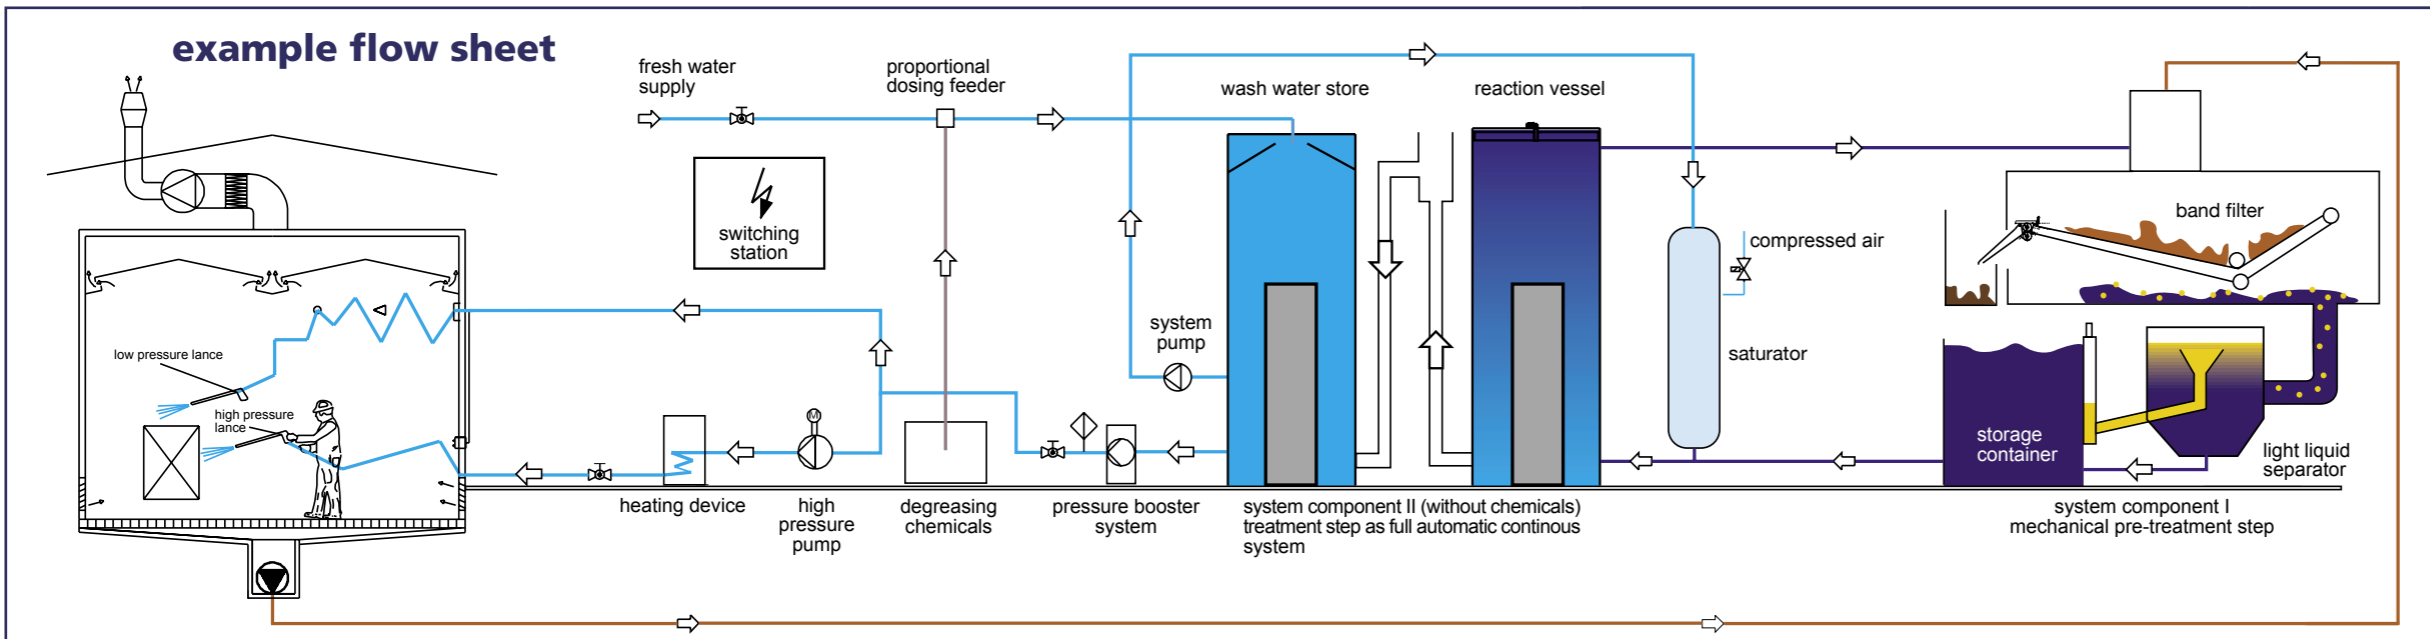 example flow sheet
fresh water
supply
proportional
dosing feeder
wash water store
reaction vessel
switching
station
band filter
compressed air
low pressure lance
high pressure
lance
system
pump
saturator
storage
container
light liquid
separator
M
heating device
high
pressure
pump
degreasing
chemicals
pressure booster
system
system component II (without chemicals)
treatment step as full automatic continous
system
system component I
mechanical pre-treatment step